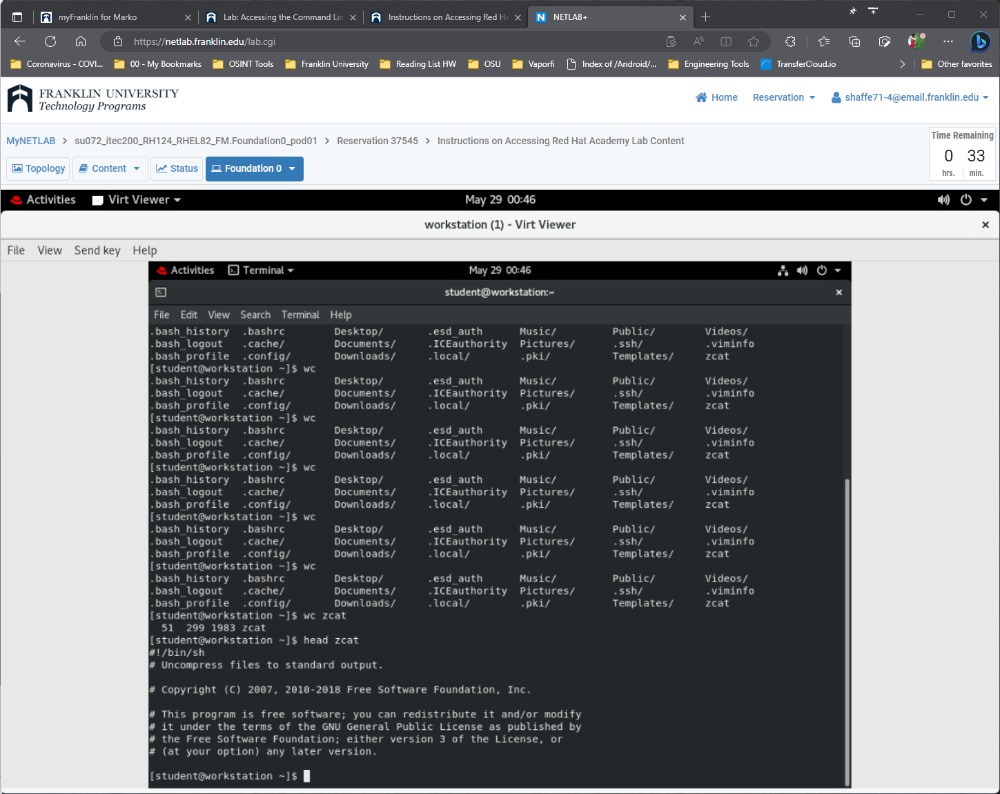 myFranklin for Marko
Lab: Accessing the Command Lin
Instructions on Accessing Red Ha
NETLAB+
https://netlab.franklin.edu/lab.cgi
Coronavirus - COVI...
00 - My Bookmarks
OSINT Tools
Franklin University
Reading List HW
OSU
Vaporfi
Index of /Android/...
Engineering Tools
TransferCloud.io
Other favorites
FRANKLIN UNIVERSITY
Technology Programs
Home
Reservation
shaffe71-4@email.franklin.edu
MyNETLAB > su072_itec200_RH124_RHEL82_FM.Foundation0_pod01 > Reservation 37545 > Instructions on Accessing Red Hat Academy Lab Content
Time Remaining
0 33
hrs. min.
Topology
Content
Status
Foundation 0
Activities Virt Viewer May 29 00:46
workstation (1) - Virt Viewer
File View Send key Help
Activities Terminal May 29 00:46
student@workstation:~
File Edit View Search Terminal Help
.bash_history .bashrc Desktop/ .esd_auth Music/ Public/ Videos/
.bash_logout .cache/ Documents/ .ICEauthority Pictures/ .ssh/ .viminfo
.bash_profile .config/ Downloads/ .local/ .pki/ Templates/ zcat
[student@workstation ~]$ wc
.bash_history .bashrc Desktop/ .esd_auth Music/ Public/ Videos/
.bash_logout .cache/ Documents/ .ICEauthority Pictures/ .ssh/ .viminfo
.bash_profile .config/ Downloads/ .local/ .pki/ Templates/ zcat
[student@workstation ~]$ wc
.bash_history .bashrc Desktop/ .esd_auth Music/ Public/ Videos/
.bash_logout .cache/ Documents/ .ICEauthority Pictures/ .ssh/ .viminfo
.bash_profile .config/ Downloads/ .local/ .pki/ Templates/ zcat
[student@workstation ~]$ wc
.bash_history .bashrc Desktop/ .esd_auth Music/ Public/ Videos/
.bash_logout .cache/ Documents/ .ICEauthority Pictures/ .ssh/ .viminfo
.bash_profile .config/ Downloads/ .local/ .pki/ Templates/ zcat
[student@workstation ~]$ wc
.bash_history .bashrc Desktop/ .esd_auth Music/ Public/ Videos/
.bash_logout .cache/ Documents/ .ICEauthority Pictures/ .ssh/ .viminfo
.bash_profile .config/ Downloads/ .local/ .pki/ Templates/ zcat
[student@workstation ~]$ wc
.bash_history .bashrc Desktop/ .esd_auth Music/ Public/ Videos/
.bash_logout .cache/ Documents/ .ICEauthority Pictures/ .ssh/ .viminfo
.bash_profile .config/ Downloads/ .local/ .pki/ Templates/ zcat
[student@workstation ~]$ wc zcat
51 299 1983 zcat
[student@workstation ~]$ head zcat
#!/bin/sh
# Uncompress files to standard output.
# Copyright (C) 2007, 2010-2018 Free Software Foundation, Inc.
# This program is free software; you can redistribute it and/or modify
# it under the terms of the GNU General Public License as published by
# the Free Software Foundation; either version 3 of the License, or
# (at your option) any later version.
[student@workstation ~]$